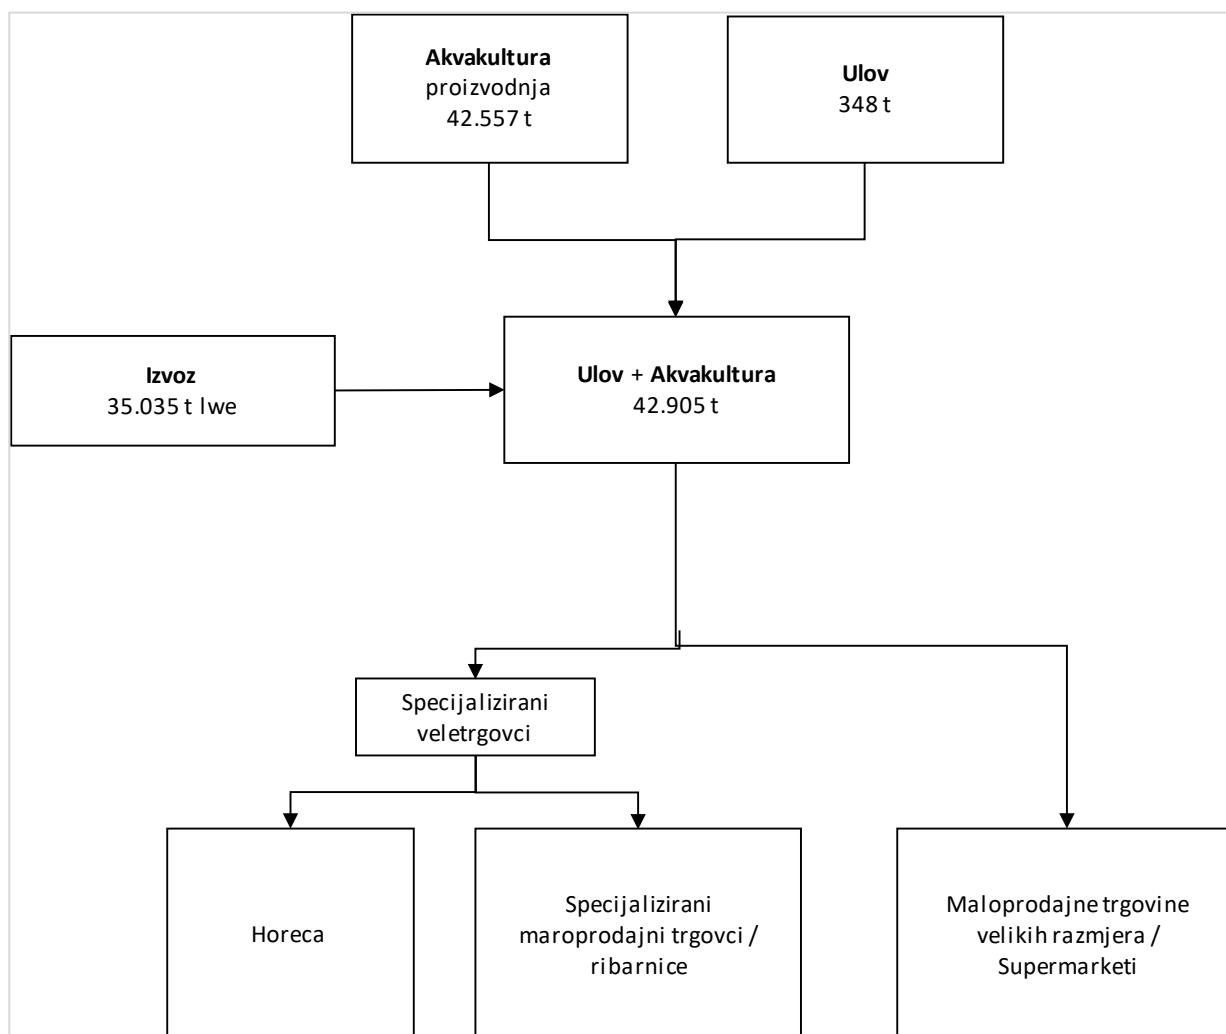 Akvakultura
proizvodnja
42.557 t
Ulov
348 t
Izvoz
35.035 t lwe
Ulov + Akvakultura
42.905 t
Specijalizirani
veletrgovci
Horeca
Specijalizirani
maroprodajni trgovci /
ribarnice
Maloprodajne trgovine
velikih razmjera /
Supermarketi